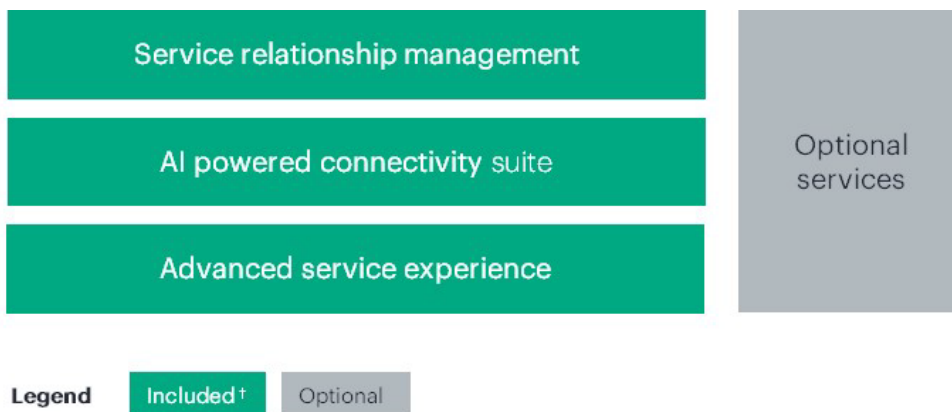 Service relationship management
AI powered connectivity suite
Advanced service experience
Optional
services
Legend
Included†
Optional